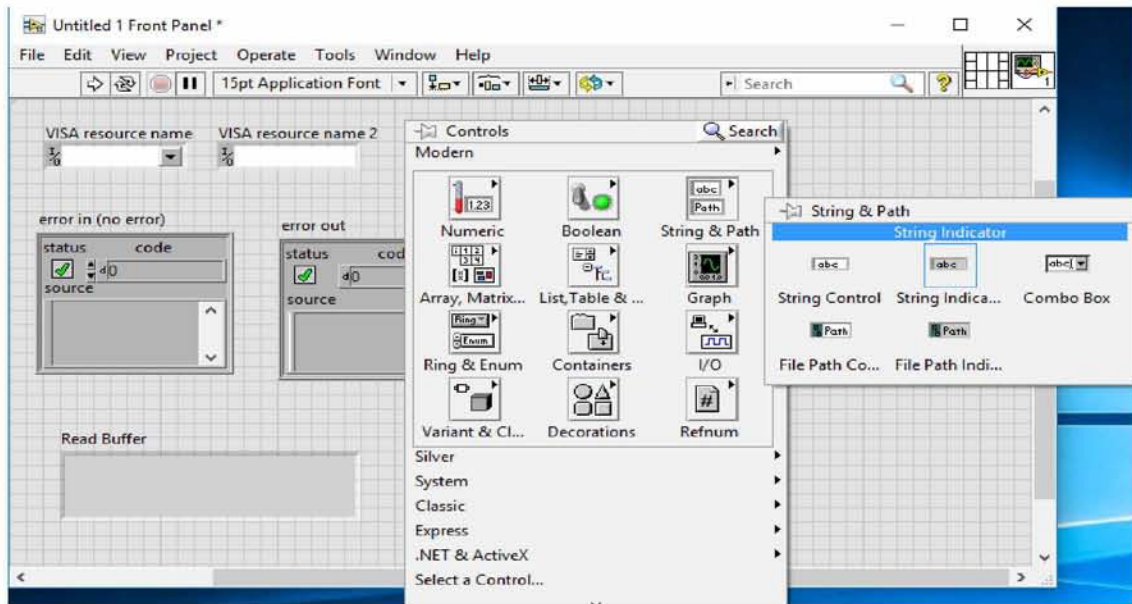 Untitled 1 Front Panel *
File Edit View Project Operate Tools Window Help
15pt Application Font
Search
1
VISA resource name
VISA resource name 2
error in (no error)
status
code
0
source
error out
status
cod
0
source
Read Buffer
Controls
Search
Modern
1.23
abc
Path
Numeric
Boolean
String & Path
Array, Matrix...
List, Table & ...
Graph
Ring
Enum
Ring & Enum
Containers
I/O
#
Variant & Cl...
Decorations
Refnum
Silver
System
Classic
Express
.NET & ActiveX
Select a Control...
String & Path
String Indicator
abc
abc
abc
String Control
String Indica...
Combo Box
Path
Path
File Path Co...
File Path Indi...